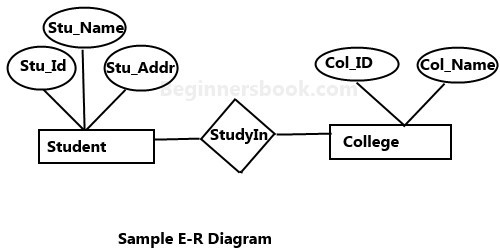 Stu_Name
Stu_Id
Stu_Addr
Col_ID
Col_Name
Beginnersbook.com
Student
StudyIn
College
Sample E-R Diagram